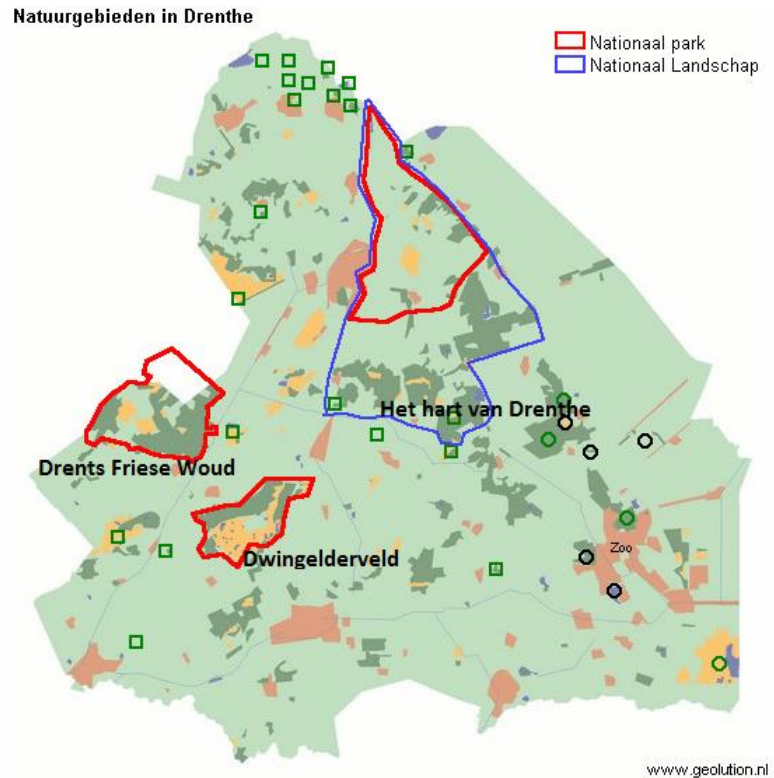 Natuurgebieden in Drenthe
Nationaal park
Nationaal Landschap
Het hart van Drenthe
Drents Friese Woud
Dwingelderveld
Zoo
www.geolution.nl